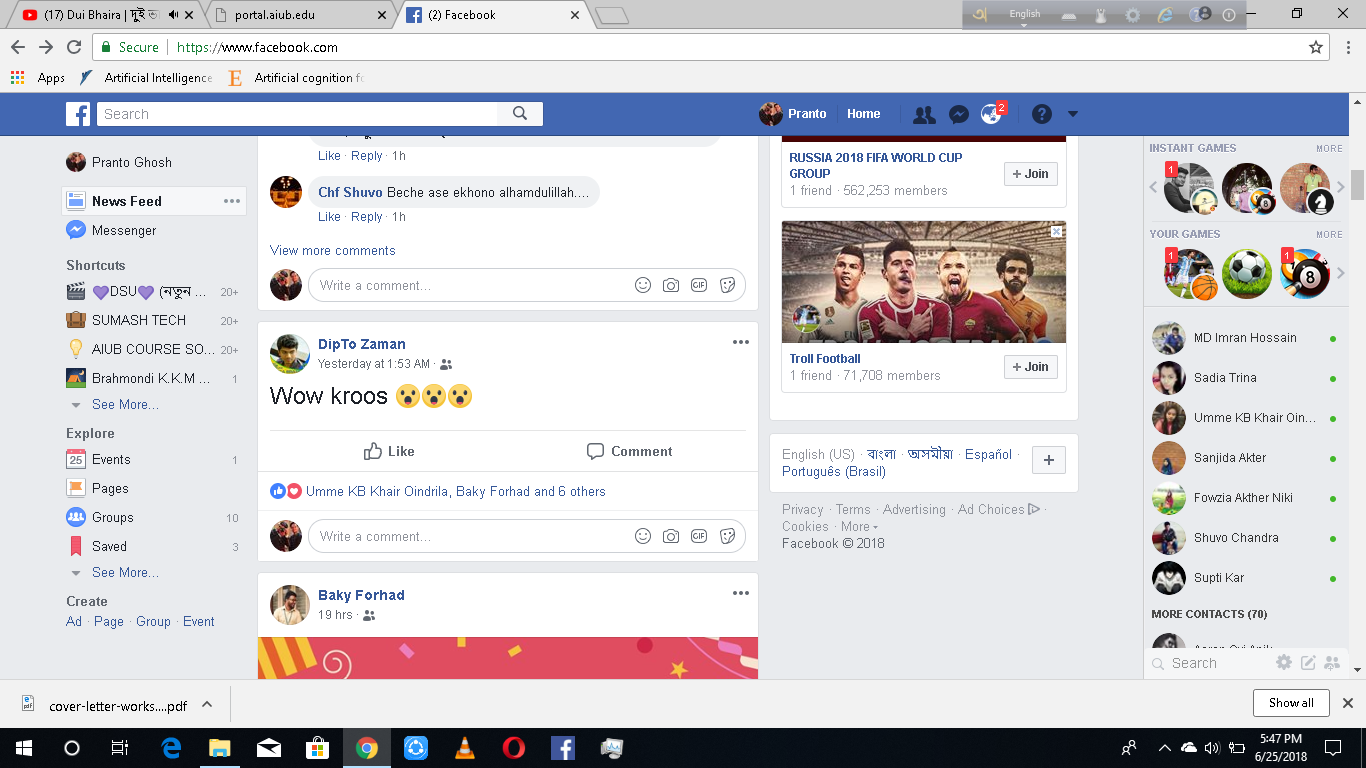 (17) Dui Bhaira | দুই
portal.aiub.edu
(2) Facebook
English
Secure
https://www.facebook.com
Apps
Artificial Intelligence
Artificial cognition
Search
Pranto
Home
2
Pranto Ghosh
News Feed
Messenger
Shortcuts
💜DSU💜 (নতুন ... 20+
SUMASH TECH 20+
AIUB COURSE SO... 20+
Brahmondi K.K.M ... 1
See More...
Explore
25
Events 1
Pages
Groups 10
Saved 3
See More...
Create
Ad · Page · Group · Event
Like · Reply · 1h
Chf Shuvo Beche ase ekhono alhamdulillah....
Like · Reply · 1h
View more comments
Write a comment...
GIF
DipTo Zaman
Yesterday at 1:53 AM ·
Wow kroos 😮😮😮
Like
Comment
Umme KB Khair Oindrila, Baky Forhad and 6 others
Write a comment...
GIF
Baky Forhad
19 hrs ·
RUSSIA 2018 FIFA WORLD CUP
GROUP
1 friend · 562,253 members
+ Join
Troll Football
1 friend · 71,708 members
+ Join
English (US) · বাংলা · অসমীয়া · Español ·
Português (Brasil)
Privacy · Terms · Advertising · Ad Choices ·
Cookies · More
Facebook © 2018
INSTANT GAMES MORE
1
YOUR GAMES MORE
1
1
8
MD Imran Hossain
Sadia Trina
Umme KB Khair Oin...
Sanjida Akter
Fowzia Akther Niki
Shuvo Chandra
Supti Kar
MORE CONTACTS (70)
Search
cover-letter-works....pdf
Show all
5:47 PM
6/25/2018